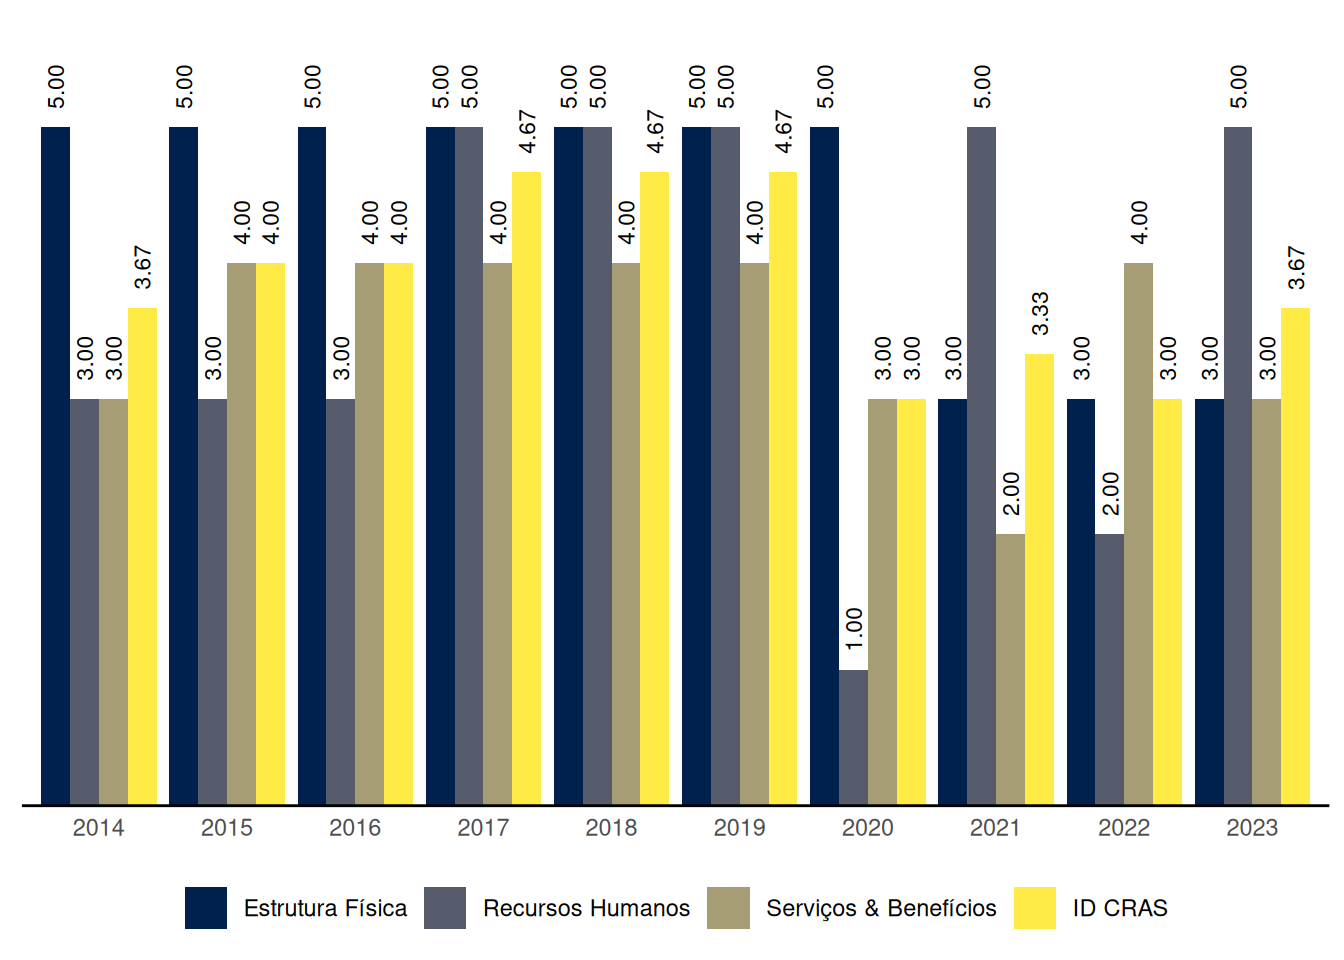 5.00 3.00 3.00 3.67 5.00 3.00 4.00 4.00 5.00 3.00 4.00 4.00 5.00 5.00 4.00 4.67 5.00 5.00 4.00 4.67 5.00 5.00 4.00 4.67 5.00 1.00 3.00 3.00 3.00 5.00 2.00 3.33 3.00 2.00 4.00 3.00 3.00 5.00 3.00 3.67
2014 2015 2016 2017 2018 2019 2020 2021 2022 2023
Estrutura Física Recursos Humanos Serviços & Benefícios ID CRAS